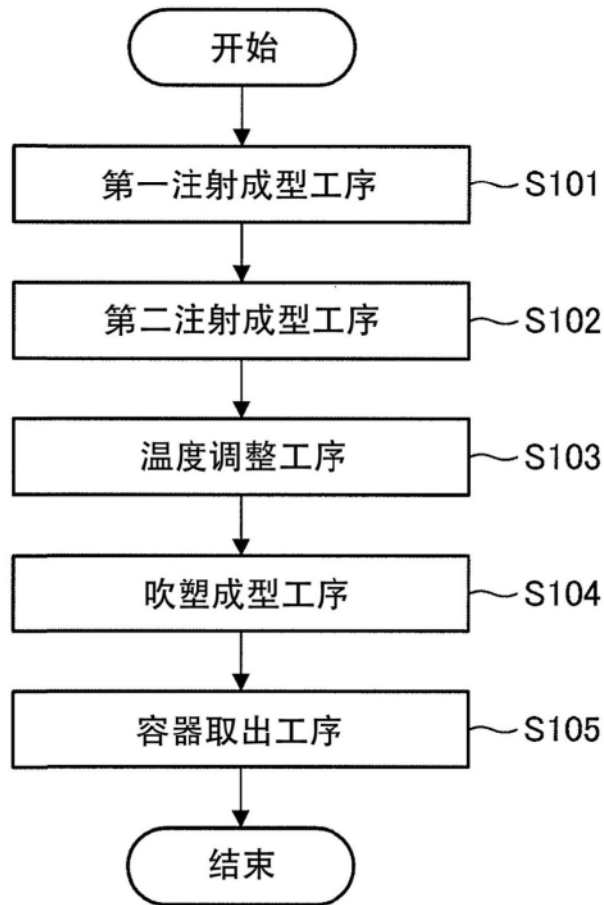 开始
第一注射成型工序 S101
第二注射成型工序 S102
温度调整工序 S103
吹塑成型工序 S104
容器取出工序 S105
结束